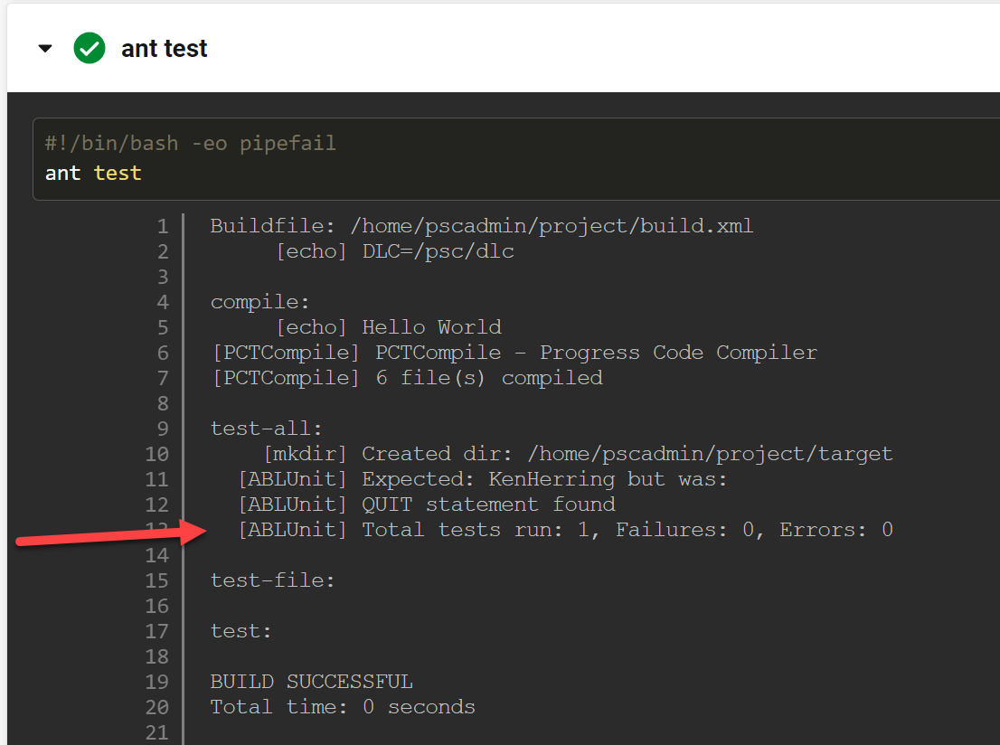 ant test
#!/bin/bash -eo pipefail
ant test
1 Buildfile: /home/pscadmin/project/build.xml
2 [echo] DLC=/psc/dlc
3
4 compile:
5 [echo] Hello World
6 [PCTCompile] PCTCompile - Progress Code Compiler
7 [PCTCompile] 6 file(s) compiled
8
9 test-all:
10 [mkdir] Created dir: /home/pscadmin/project/target
11 [ABLUnit] Expected: KenHerring but was:
12 [ABLUnit] QUIT statement found
13 [ABLUnit] Total tests run: 1, Failures: 0, Errors: 0
14
15 test-file:
16
17 test:
18
19 BUILD SUCCESSFUL
20 Total time: 0 seconds
21